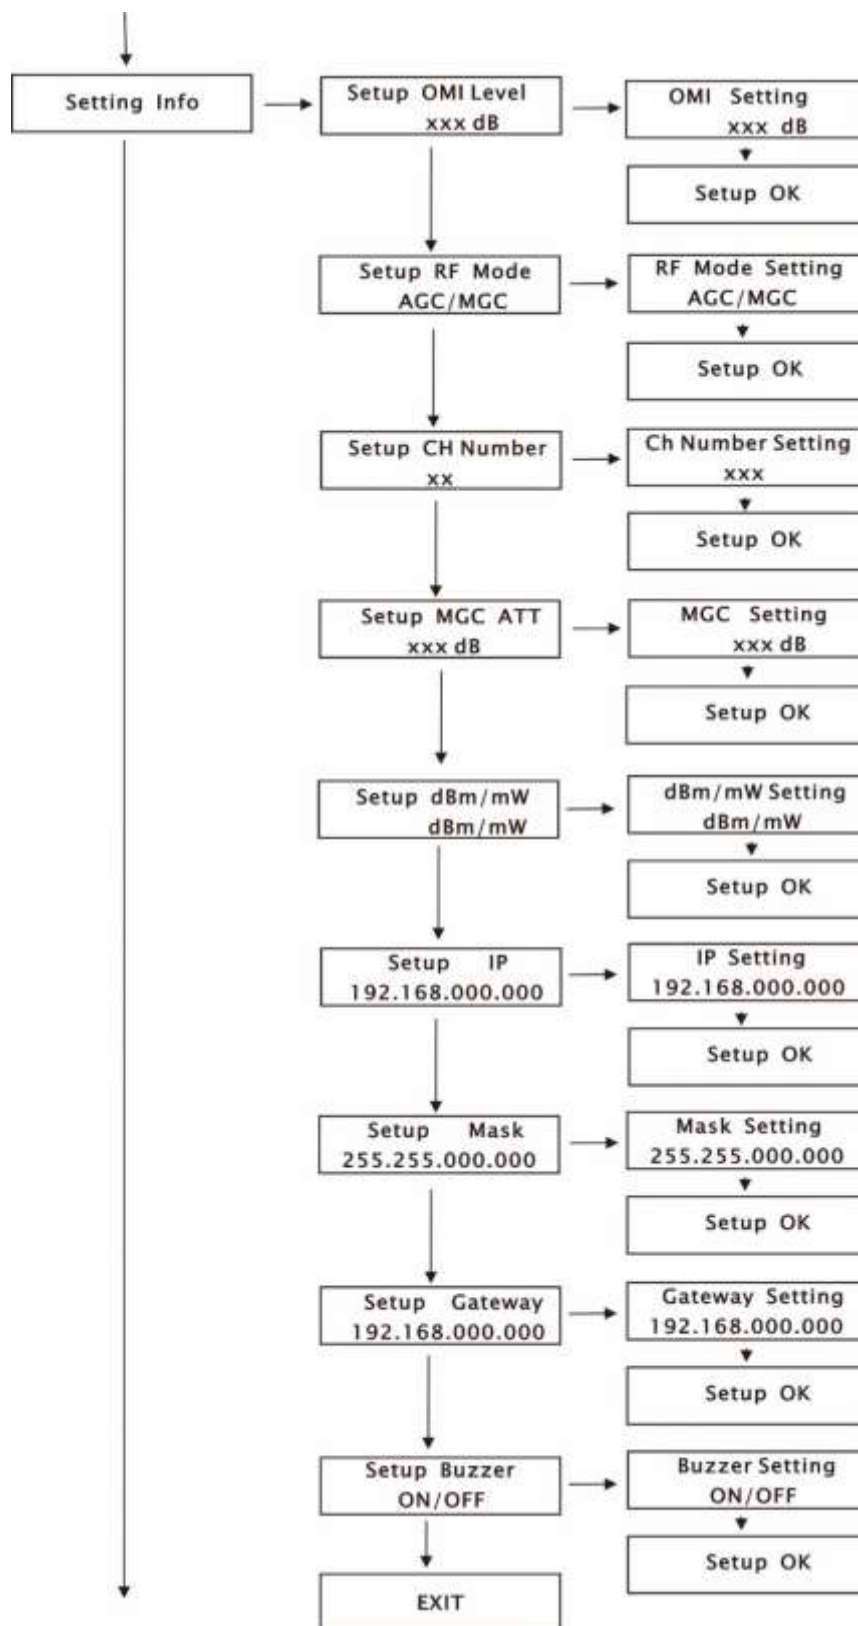 Setting Info
Setup OMI Level
xxx dB
OMI Setting
xxx dB
Setup OK
Setup RF Mode
AGC/MGC
RF Mode Setting
AGC/MGC
Setup OK
Setup CH Number
xx
Ch Number Setting
xxx
Setup OK
Setup MGC ATT
xxx dB
MGC Setting
xxx dB
Setup OK
Setup dBm/mW
dBm/mW
dBm/mW Setting
dBm/mW
Setup OK
Setup IP
192.168.000.000
IP Setting
192.168.000.000
Setup OK
Setup Mask
255.255.000.000
Mask Setting
255.255.000.000
Setup OK
Setup Gateway
192.168.000.000
Gateway Setting
192.168.000.000
Setup OK
Setup Buzzer
ON/OFF
Buzzer Setting
ON/OFF
Setup OK
EXIT